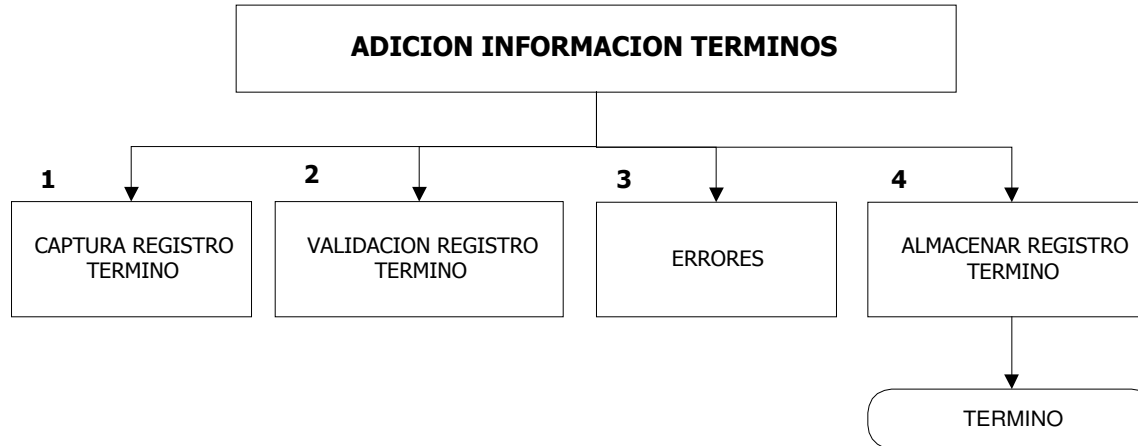 ADICION INFORMACION TERMINOS
1
CAPTURA REGISTRO
TERMINO
2
VALIDACION REGISTRO
TERMINO
3
ERRORES
4
ALMACENAR REGISTRO
TERMINO
TERMINO